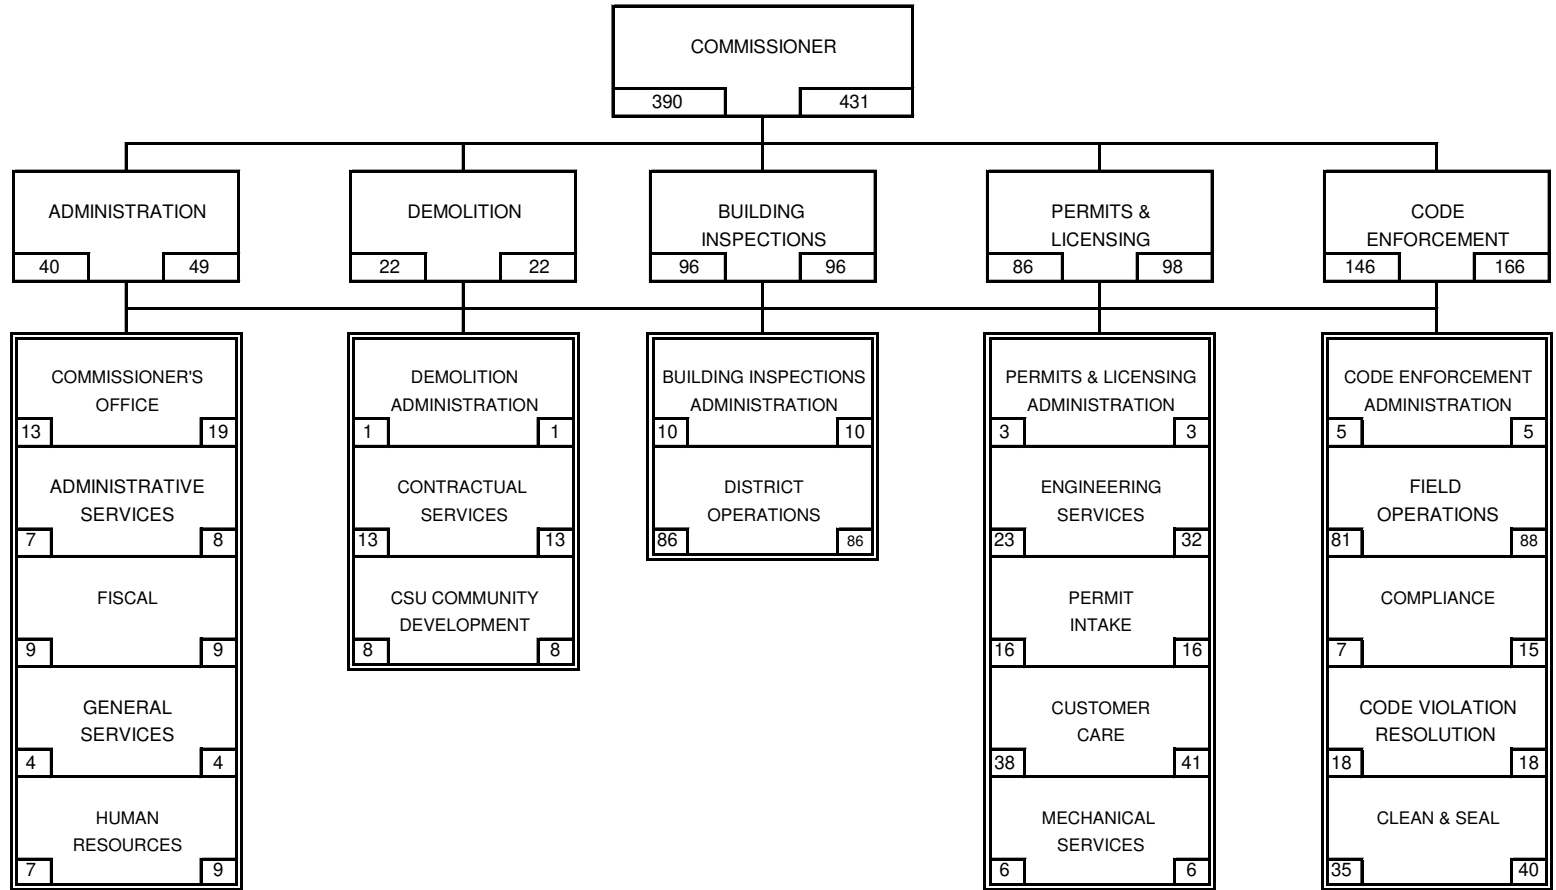 COMMISSIONER
390 431
ADMINISTRATION
40 49
DEMOLITION
22 22
BUILDING
INSPECTIONS
96 96
PERMITS &
LICENSING
86 98
CODE
ENFORCEMENT
146 166
COMMISSIONER'S
OFFICE
13 19
ADMINISTRATIVE
SERVICES
7 8
FISCAL
9 9
GENERAL
SERVICES
4 4
HUMAN
RESOURCES
7 9
DEMOLITION
ADMINISTRATION
1 1
CONTRACTUAL
SERVICES
13 13
CSU COMMUNITY
DEVELOPMENT
8 8
BUILDING INSPECTIONS
ADMINISTRATION
10 10
DISTRICT
OPERATIONS
86 86
PERMITS & LICENSING
ADMINISTRATION
3 3
ENGINEERING
SERVICES
23 32
PERMIT
INTAKE
16 16
CUSTOMER
CARE
38 41
MECHANICAL
SERVICES
6 6
CODE ENFORCEMENT
ADMINISTRATION
5 5
FIELD
OPERATIONS
81 88
COMPLIANCE
7 15
CODE VIOLATION
RESOLUTION
18 18
CLEAN & SEAL
35 40